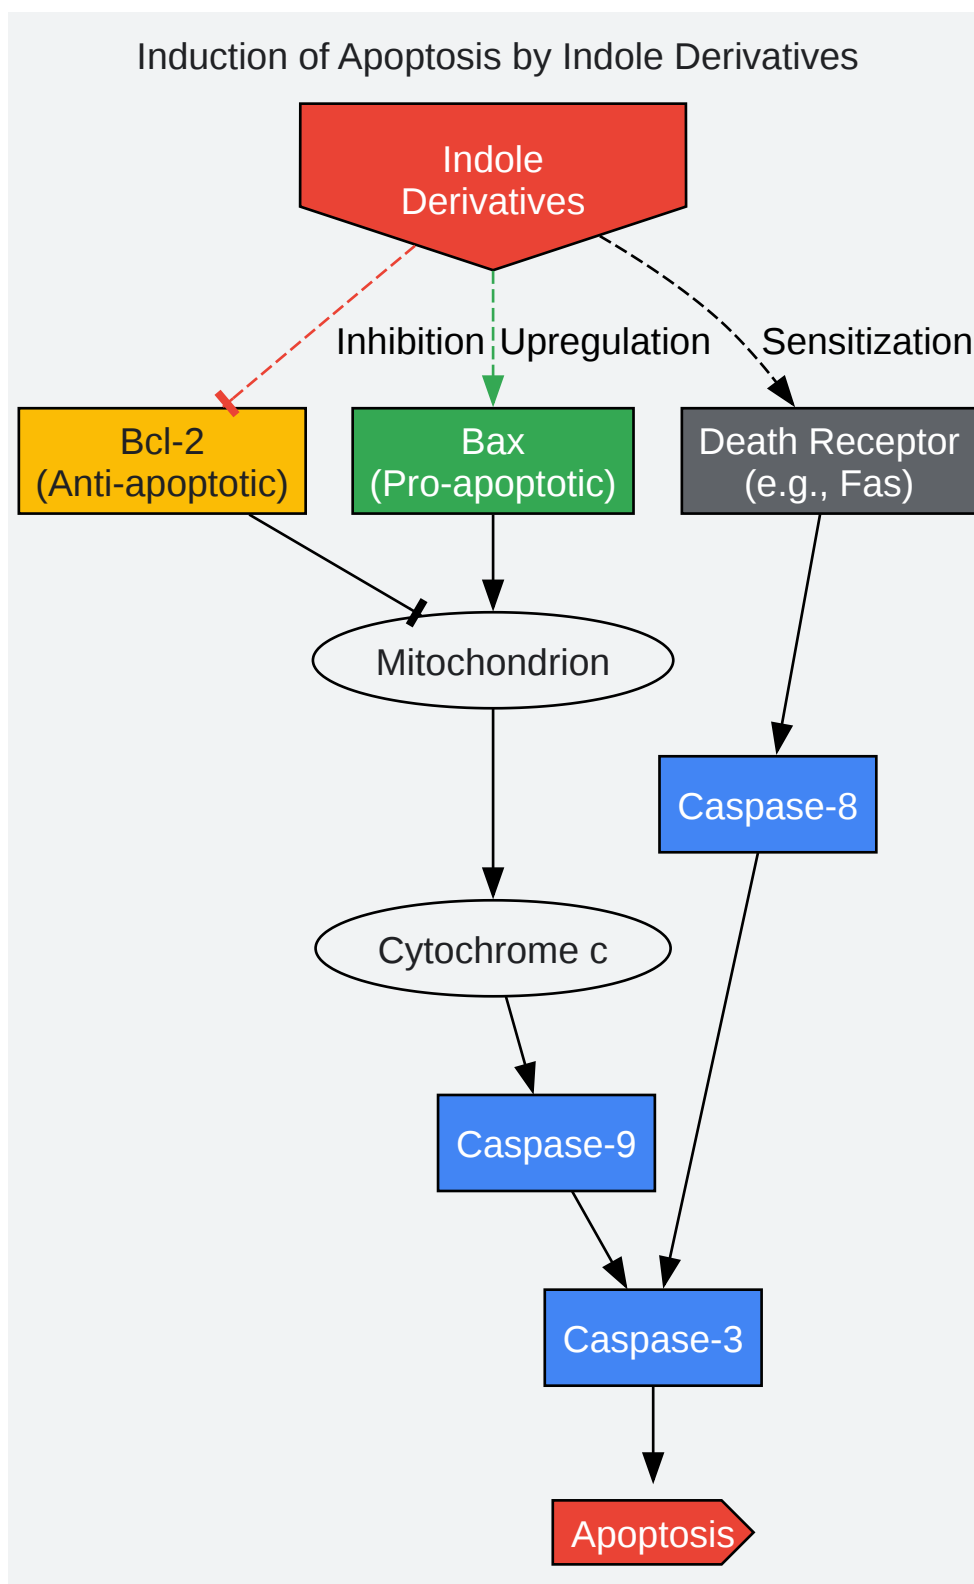 Induction of Apoptosis by Indole Derivatives
Indole
Derivatives
Inhibition
Upregulation
Sensitization
Bcl-2
(Anti-apoptotic)
Bax
(Pro-apoptotic)
Death Receptor
(e.g., Fas)
Mitochondrion
Caspase-8
Cytochrome c
Caspase-9
Caspase-3
Apoptosis